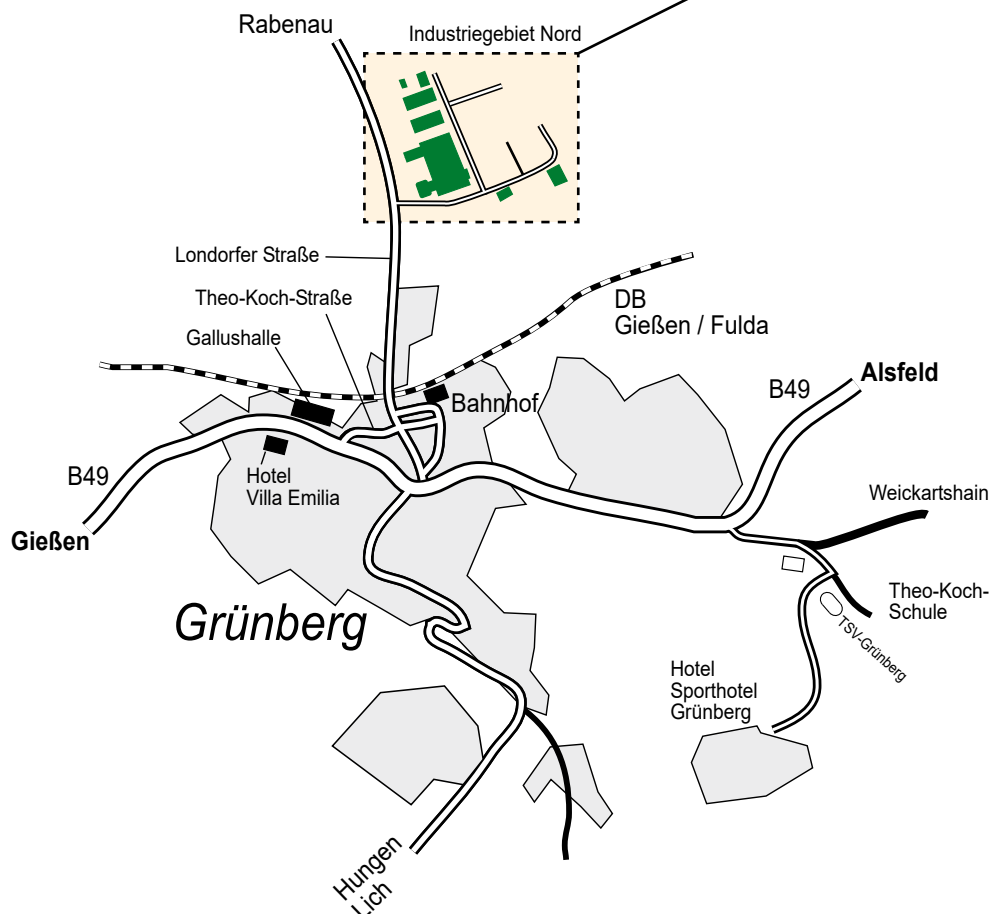 Rabenau
Industriegebiet Nord
Londorfer Straße
Theo-Koch-Straße
Gallushalle
DB
Gießen / Fulda
Alsfeld
B49
Bahnhof
B49
Hotel
Villa Emilia
Gießen
Weickartshain
Theo-Koch-
Schule
TSV-Grünberg
Grünberg
Hotel
Sporthotel
Grünberg
Hungen
Lich